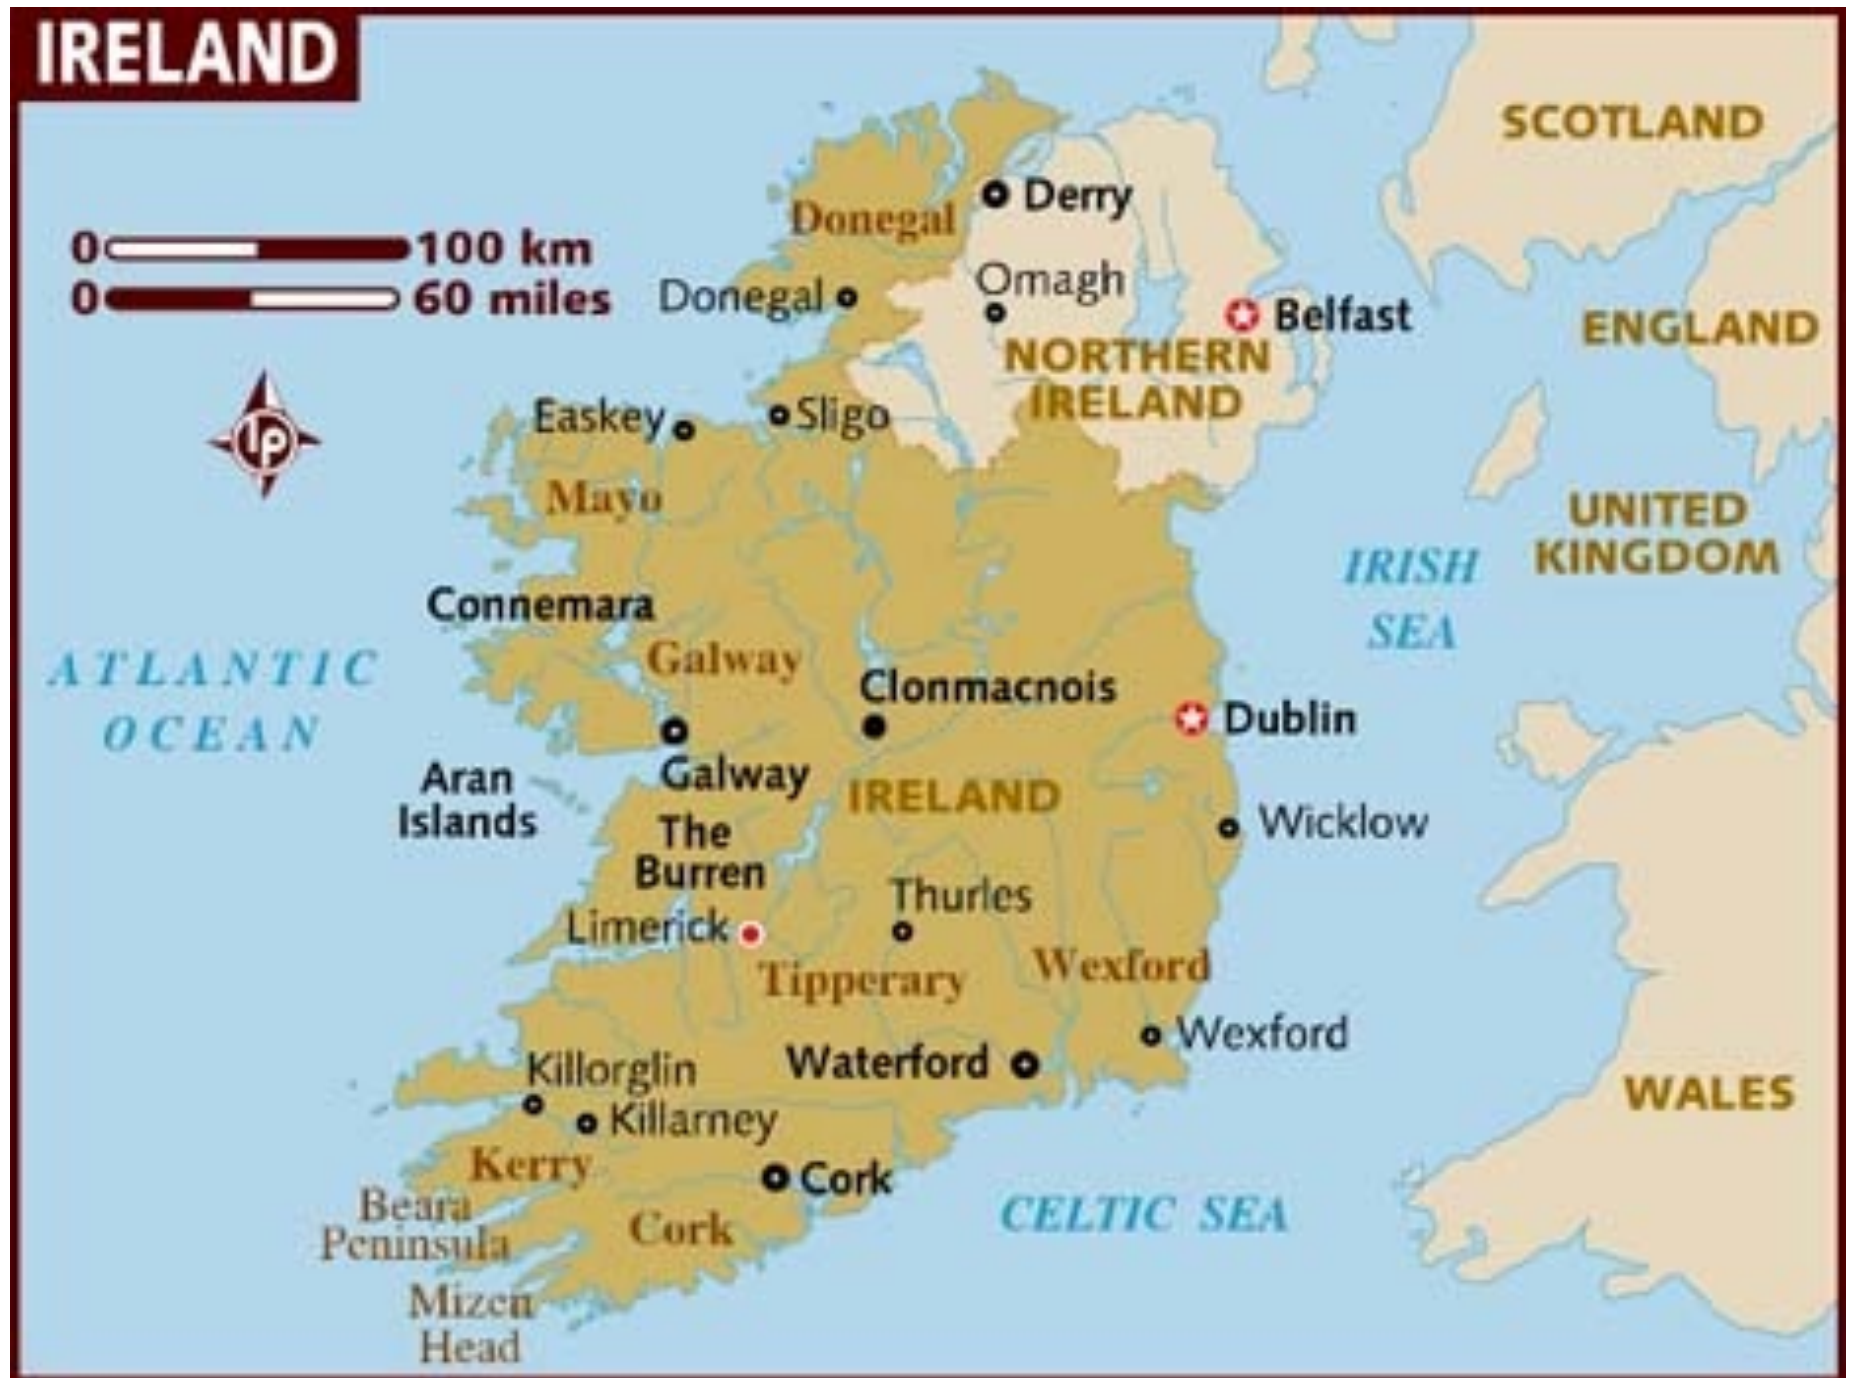 IRELAND
SCOTLAND
Derry
Donegal
0 100 km
0 60 miles
Donegal
Omagh
Belfast
ENGLAND
NORTHERN
IRELAND
Easkey
Sligo
lp
Mayo
UNITED
KINGDOM
IRISH
SEA
Connemara
ATLANTIC
OCEAN
Galway
Clonmacnois
Dublin
Galway
Aran
Islands
IRELAND
The
Burren
Wicklow
Thurles
Limerick
Tipperary
Wexford
Wexford
Waterford
Killorglin
Killarney
WALES
Kerry
Cork
Beara
Peninsula
Cork
CELTIC SEA
Mizen
Head